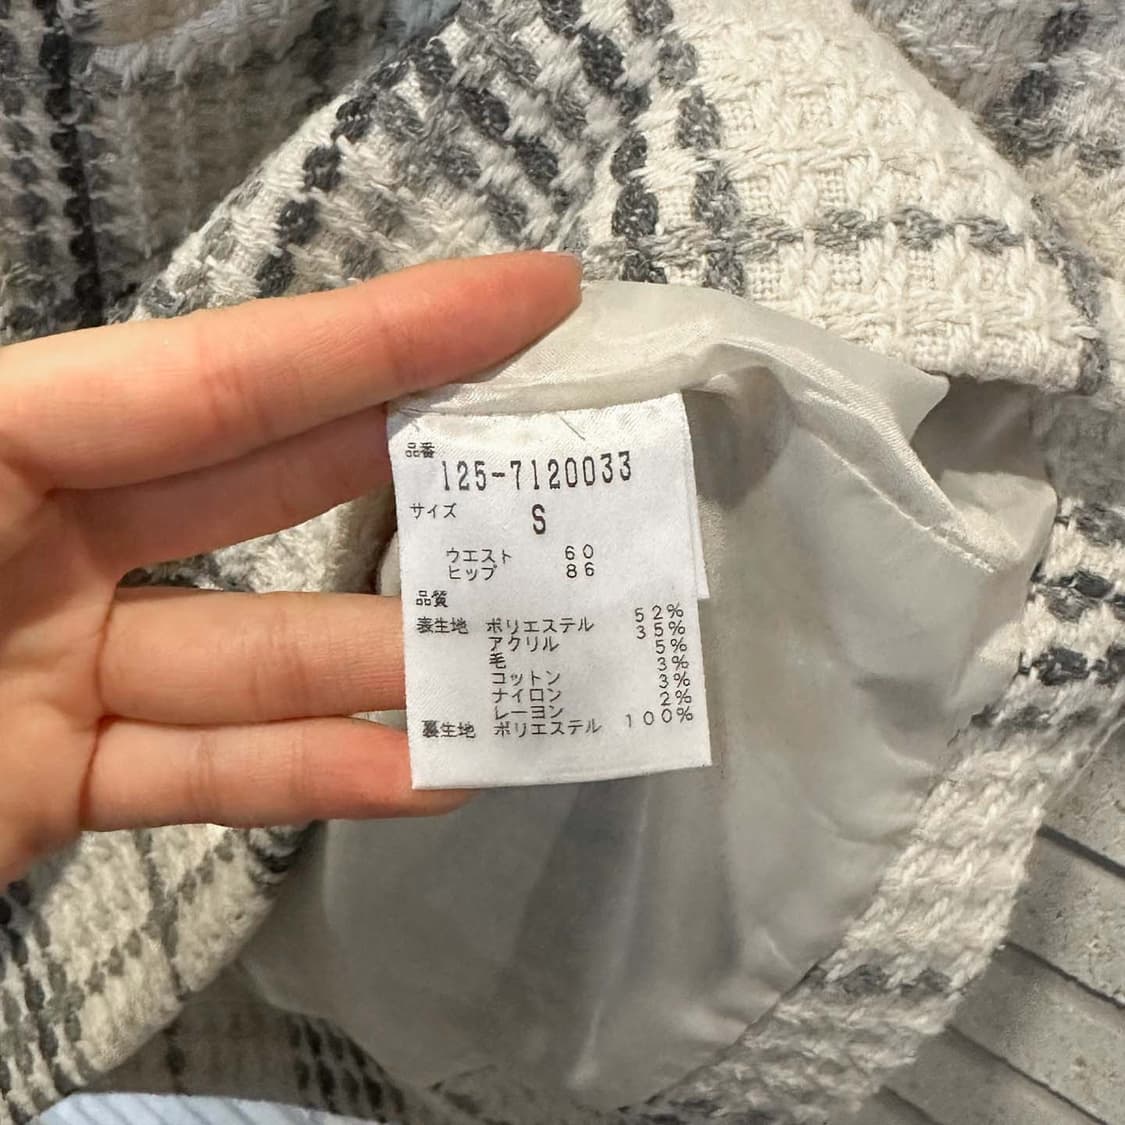 品番
125-7120033
サイズ S
ウエスト 60
ヒップ 86
品質
表生地 ポリエステル 52%
アクリル 35%
毛 5%
コットン 3%
ナイロン 3%
レーヨン 2%
裏生地 ポリエステル 100%